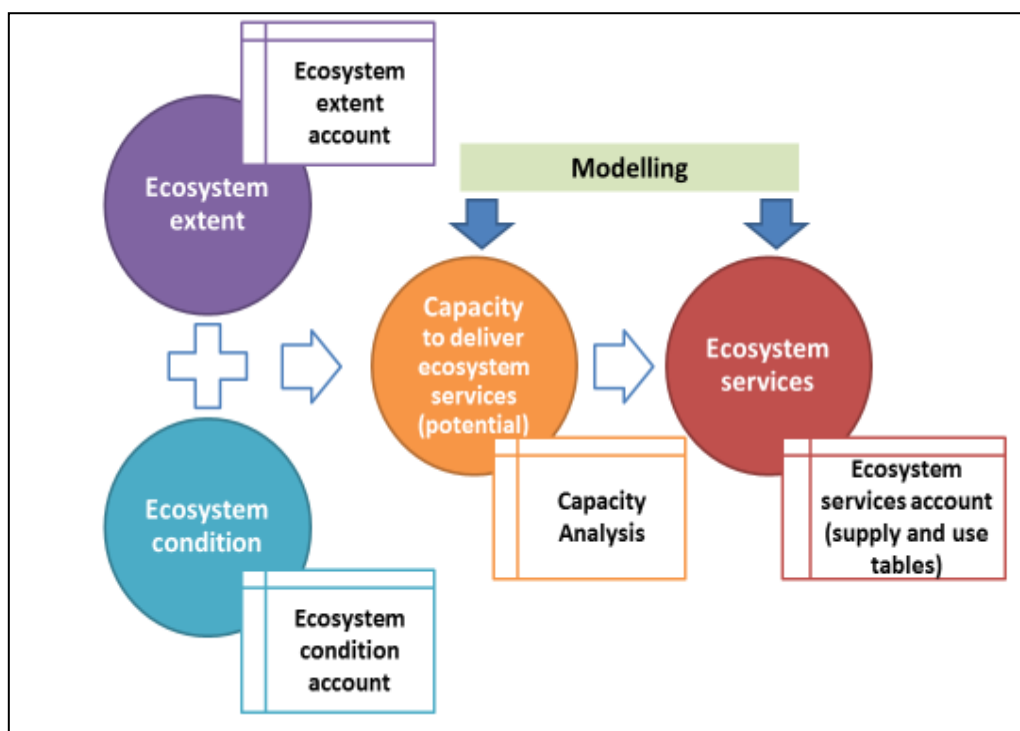 Ecosystem
extent
account
Ecosystem
extent
Modelling
Capacity
to deliver
ecosystem
services
(potential)
Ecosystem
services
Capacity
Analysis
Ecosystem
services account
(supply and use
tables)
Ecosystem
condition
Ecosystem
condition
account